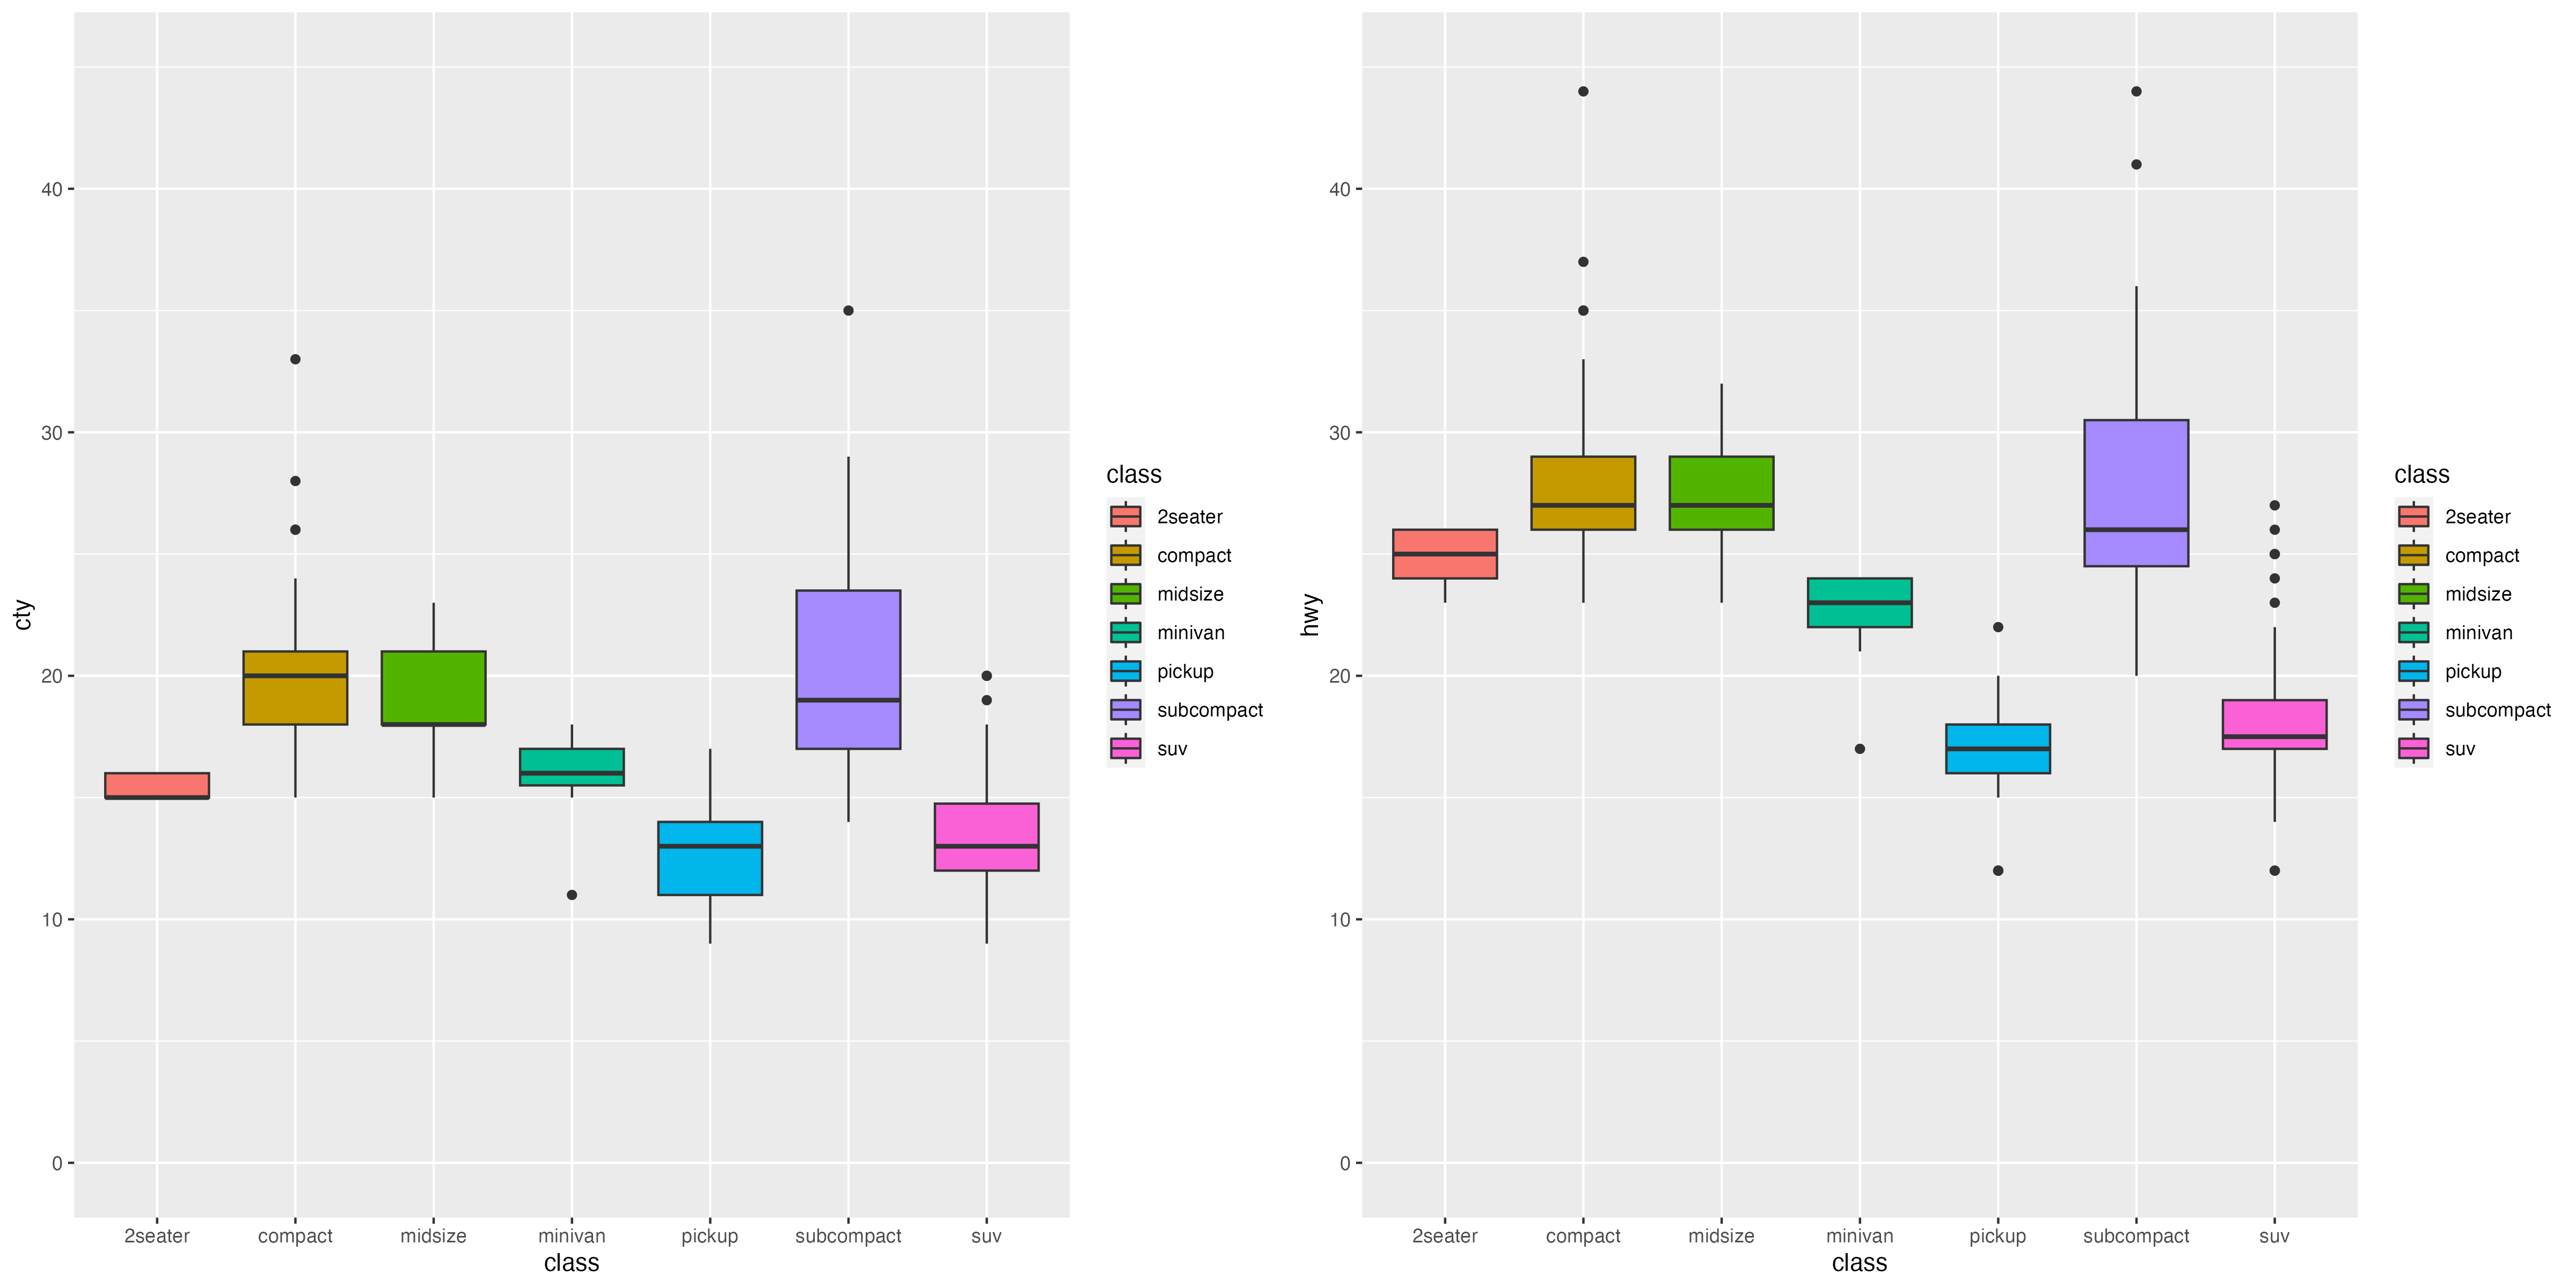 cty
40
30
20
10
0
2seater compact midsize minivan pickup subcompact suv
class
class
2seater
compact
midsize
minivan
pickup
subcompact
suv
hwy
40
30
20
10
0
2seater compact midsize minivan pickup subcompact suv
class
class
2seater
compact
midsize
minivan
pickup
subcompact
suv